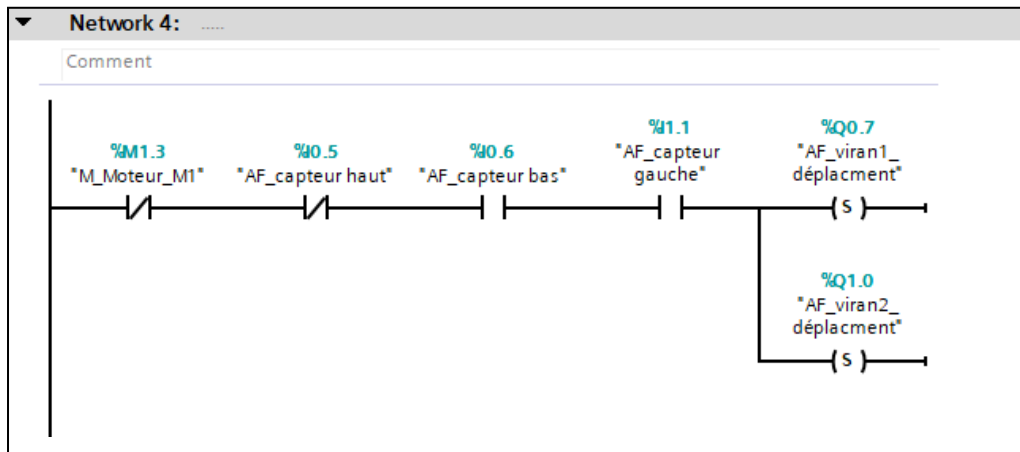 Network 4: .....
Comment
%M1.3
"M_Moteur_M1"
%I0.5
"AF_capteur haut"
%I0.6
"AF_capteur bas"
%I1.1
"AF_capteur
gauche"
%Q0.7
"AF_viran1_
déplacment"
S
%Q1.0
"AF_viran2_
déplacment"
S